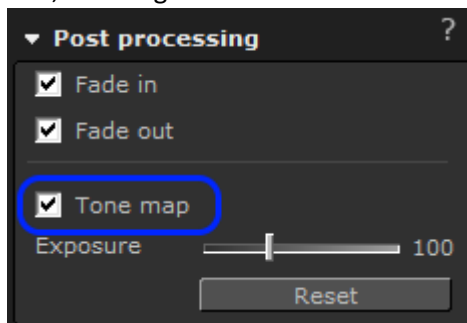 Post processing
?
Fade in
Fade out
Tone map
Exposure 100
Reset